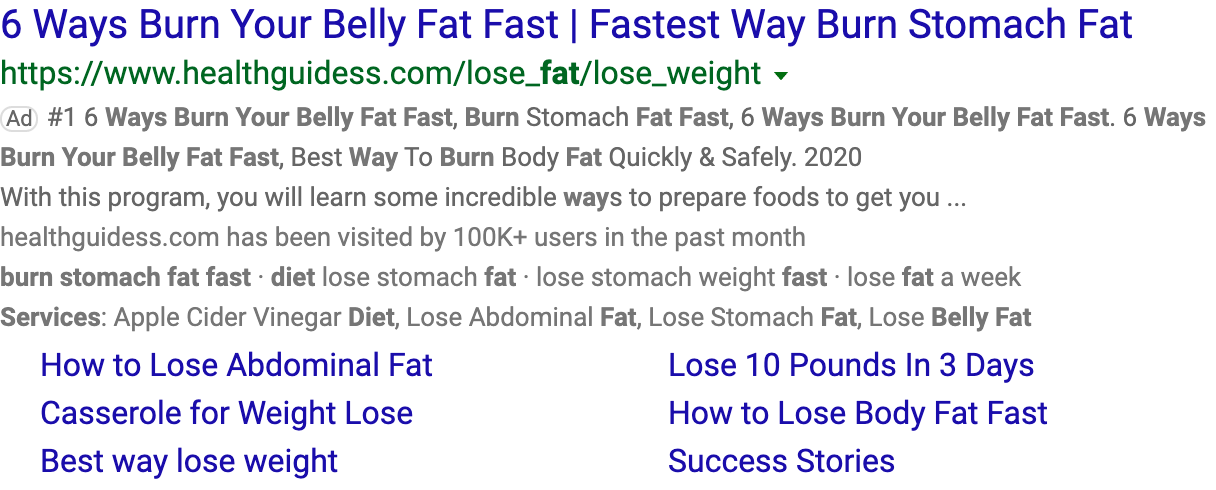 6 Ways Burn Your Belly Fat Fast | Fastest Way Burn Stomach Fat
https://www.healthguidess.com/lose_fat/lose_weight
Ad #1 6 Ways Burn Your Belly Fat Fast, Burn Stomach Fat Fast, 6 Ways Burn Your Belly Fat Fast. 6 Ways
Burn Your Belly Fat Fast, Best Way To Burn Body Fat Quickly & Safely. 2020
With this program, you will learn some incredible ways to prepare foods to get you ...
healthguidess.com has been visited by 100K+ users in the past month
burn stomach fat fast · diet lose stomach fat · lose stomach weight fast · lose fat a week
Services: Apple Cider Vinegar Diet, Lose Abdominal Fat, Lose Stomach Fat, Lose Belly Fat
How to Lose Abdominal Fat
Lose 10 Pounds In 3 Days
Casserole for Weight Lose
How to Lose Body Fat Fast
Best way lose weight
Success Stories